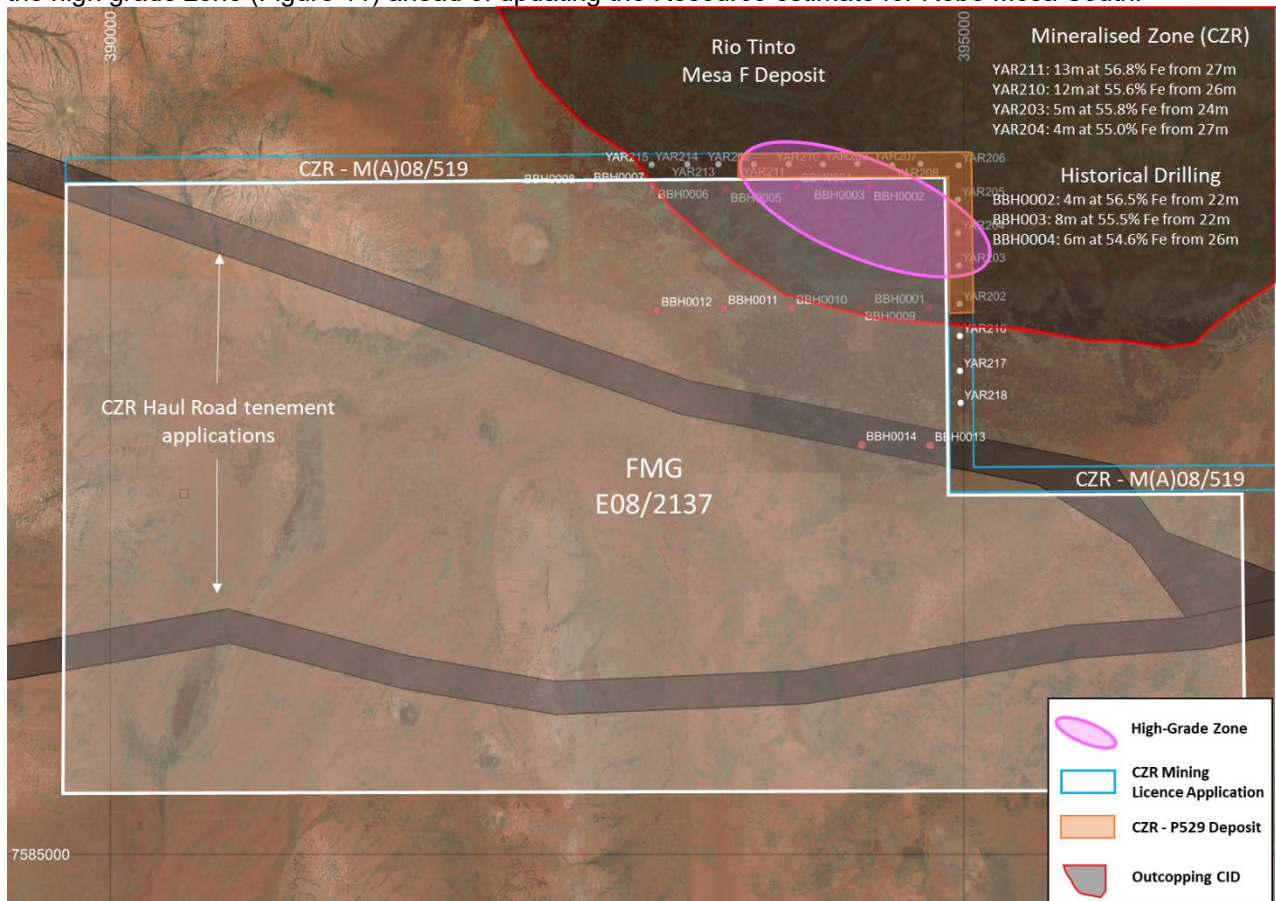 the high grade zone (Figure 11) ahead of updating the Resource estimate for Robe Mesa South.
390000
395000
Rio Tinto
Mesa F Deposit
Mineralised Zone (CZR)
YAR211: 13m at 56.8% Fe from 27m
YAR210: 12m at 55.6% Fe from 26m
YAR203: 5m at 55.8% Fe from 24m
YAR204: 4m at 55.0% Fe from 27m
Historical Drilling
BBH0002: 4m at 56.5% Fe from 22m
BBH003: 8m at 55.5% Fe from 22m
BBH0004: 6m at 54.6% Fe from 26m
CZR - M(A)08/519
YAR215
YAR214
YAR213
YAR211
YAR210
YAR207
YAR208
YAR206
YAR205
YAR204
YAR203
YAR202
BBH0008
BBH0007
BBH0006
BBH0005
BBH0004
BBH0003
BBH0002
BBH0012
BBH0011
BBH0010
BBH0001
BBH0009
YAR216
YAR217
YAR218
BBH0014
BBH0013
CZR Haul Road tenement
applications
FMG
E08/2137
CZR - M(A)08/519
7585000
High-Grade Zone
CZR Mining
Licence Application
CZR - P529 Deposit
Outcopping CID